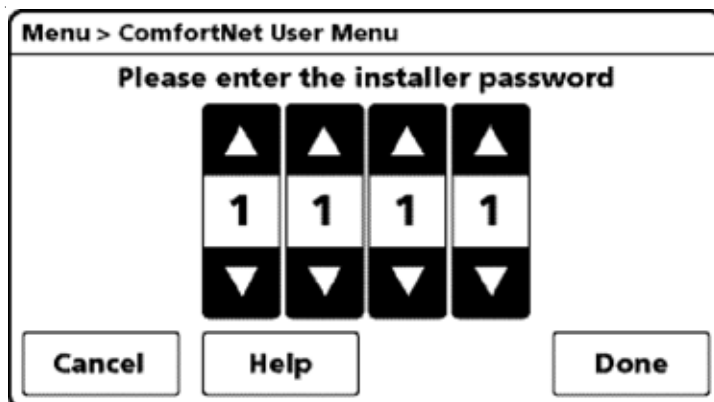 Menu > ComfortNet User Menu
Please enter the installer password
1 1 1 1
Cancel Help Done